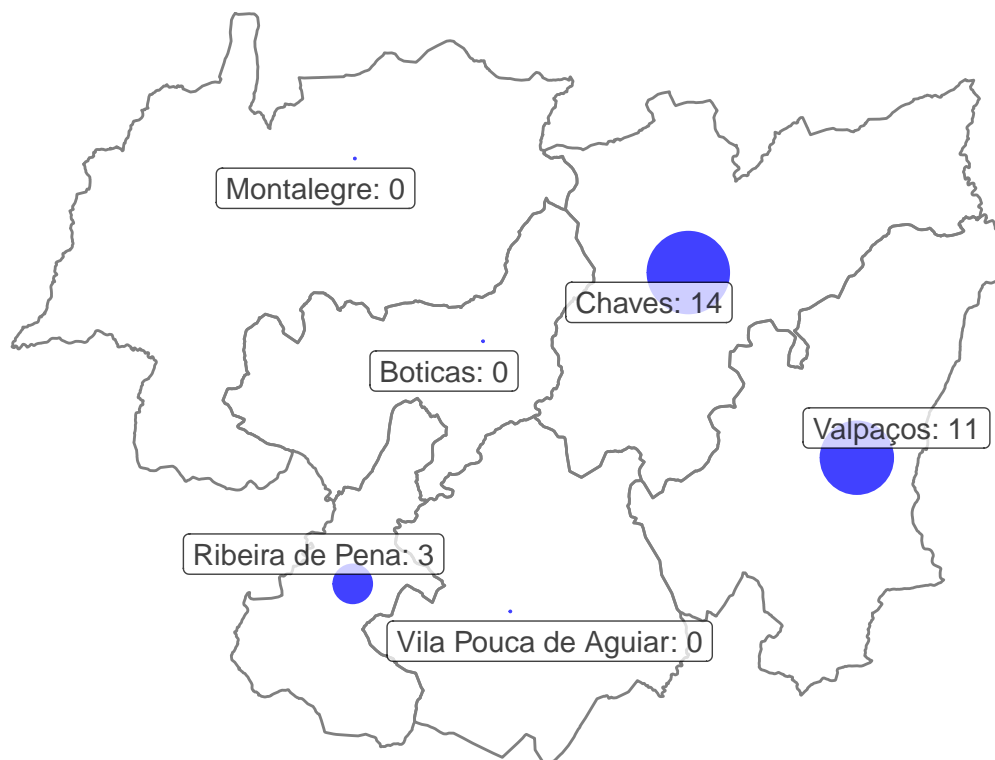 Montalegre: 0
Chaves: 14
Boticas: 0
Valpaços: 11
Ribeira de Pena: 3
Vila Pouca de Aguiar: 0